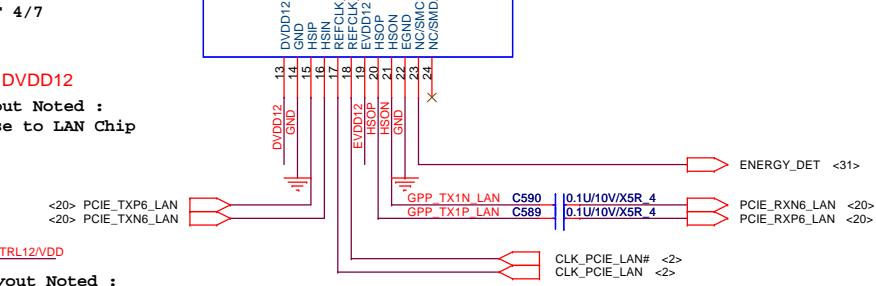 4/7
DVDD12
GND
HSIP
HSIN
REFCLK_
REFCLK_
EVDD12
HSOP
HSON
EGND
NC/SMC
NC/SMD
13
14
15
16
17
18
19
20
21
22
23
24
DVDD12
out Noted :
se to LAN Chip
DVDD12
GND
EVDD12
HSOP
HSON
GND
ENERGY_DET <31>
<20> PCIE_TXP6_LAN
<20> PCIE_TXN6_LAN
GPP_TX1N_LAN C590 0.1U/10V/X5R_4 PCIE_RXN6_LAN <20>
GPP_TX1P_LAN C589 0.1U/10V/X5R_4 PCIE_RXP6_LAN <20>
TRL12/VDD
CLK_PCIE_LAN# <2>
CLK_PCIE_LAN <2>
yout Noted :